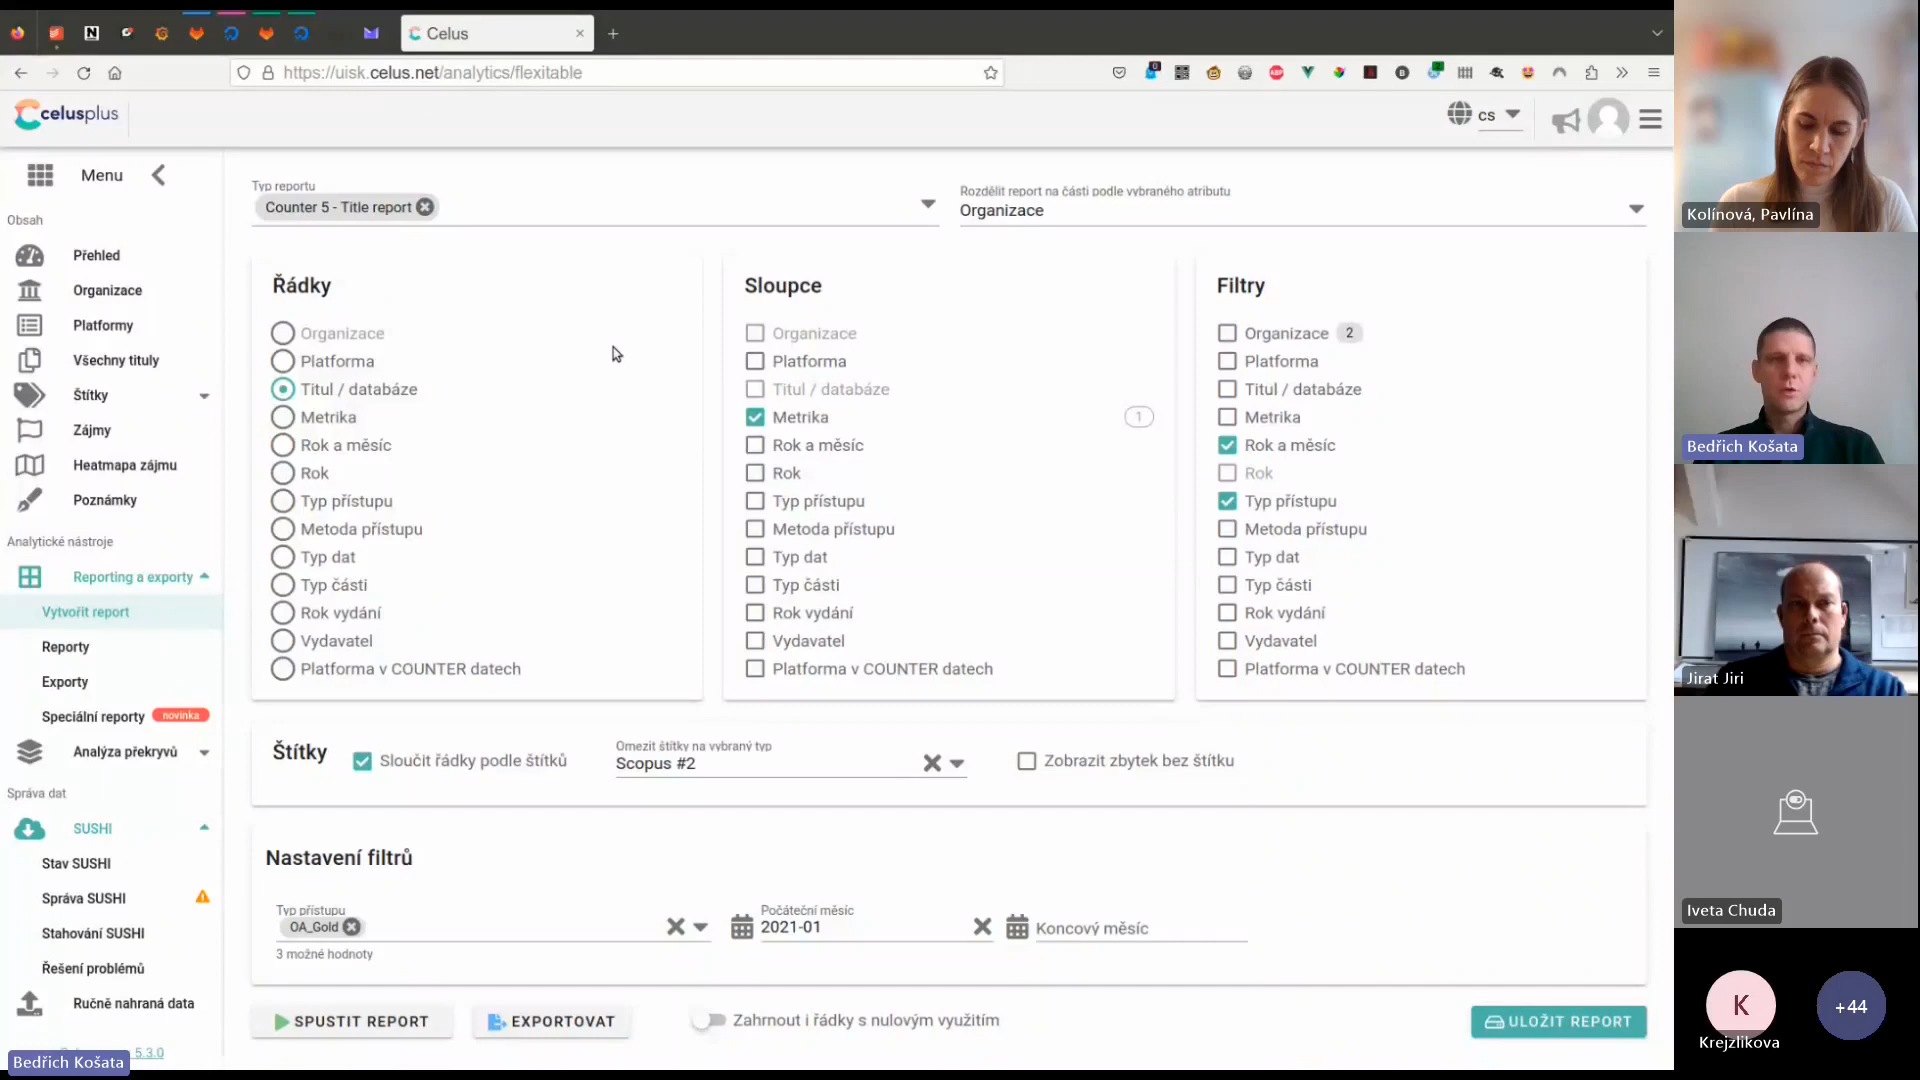 Celus
https://uisk.celus.net/analytics/flexitable
celusplus
cs
Menu
Obsah
Přehled
Organizace
Platformy
Všechny tituly
Štítky
Zájmy
Heatmapa zájmu
Poznámky
Analytické nástroje
Reporting a exporty
Vytvořit report
Reporty
Exporty
Speciální reporty novinka
Analýza překryvů
Správa dat
SUSHI
Stav SUSHI
Správa SUSHI
Stahování SUSHI
Řešení problémů
Ručně nahraná data
5.3.0
Bedřich Košata
Typ reportu
Counter 5 - Title report
Rozdělit report na části podle vybraného atributu
Organizace
Řádky
Organizace
Platforma
Titul / databáze
Metrika
Rok a měsíc
Rok
Typ přístupu
Metoda přístupu
Typ dat
Typ části
Rok vydání
Vydavatel
Platforma v COUNTER datech
Sloupce
Organizace
Platforma
Titul / databáze
Metrika 1
Rok a měsíc
Rok
Typ přístupu
Metoda přístupu
Typ dat
Typ části
Rok vydání
Vydavatel
Platforma v COUNTER datech
Filtry
Organizace 2
Platforma
Titul / databáze
Metrika
Rok a měsíc
Rok
Typ přístupu
Metoda přístupu
Typ dat
Typ části
Rok vydání
Vydavatel
Platforma v COUNTER datech
Štítky
Sloučit řádky podle štítků
Omezit štítky na vybraný typ
Scopus #2
Zobrazit zbytek bez štítku
Nastavení filtrů
Typ přístupu
OA_Gold
3 možné hodnoty
Počáteční měsíc
2021-01
Koncový měsíc
SPUSTIT REPORT
EXPORTOVAT
Zahrnout i řádky s nulovým využitím
ULOŽIT REPORT
Kolínová, Pavlína
Bedřich Košata
Jirat Jiri
Iveta Chuda
K
Krejzlikova
+44